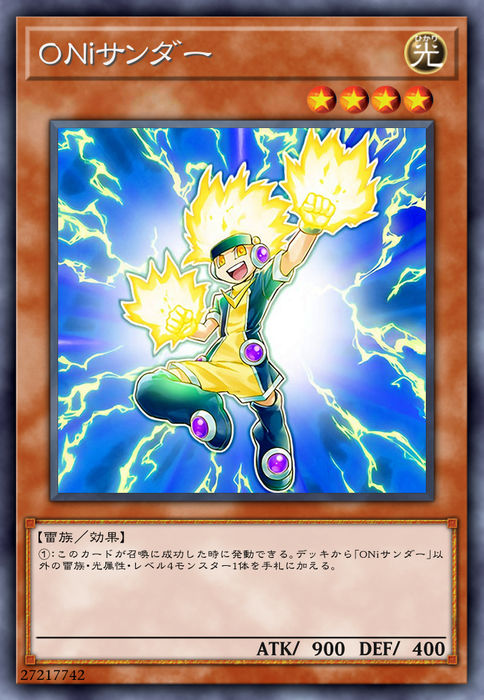 ONiサンダー
ひかり
光
【雷族／効果】
①：このカードが召喚に成功した時に発動できる。デッキから「ONiサンダー」以
外の雷族・光属性・レベル4モンスター1体を手札に加える。
ATK/ 900 DEF/ 400
27217742